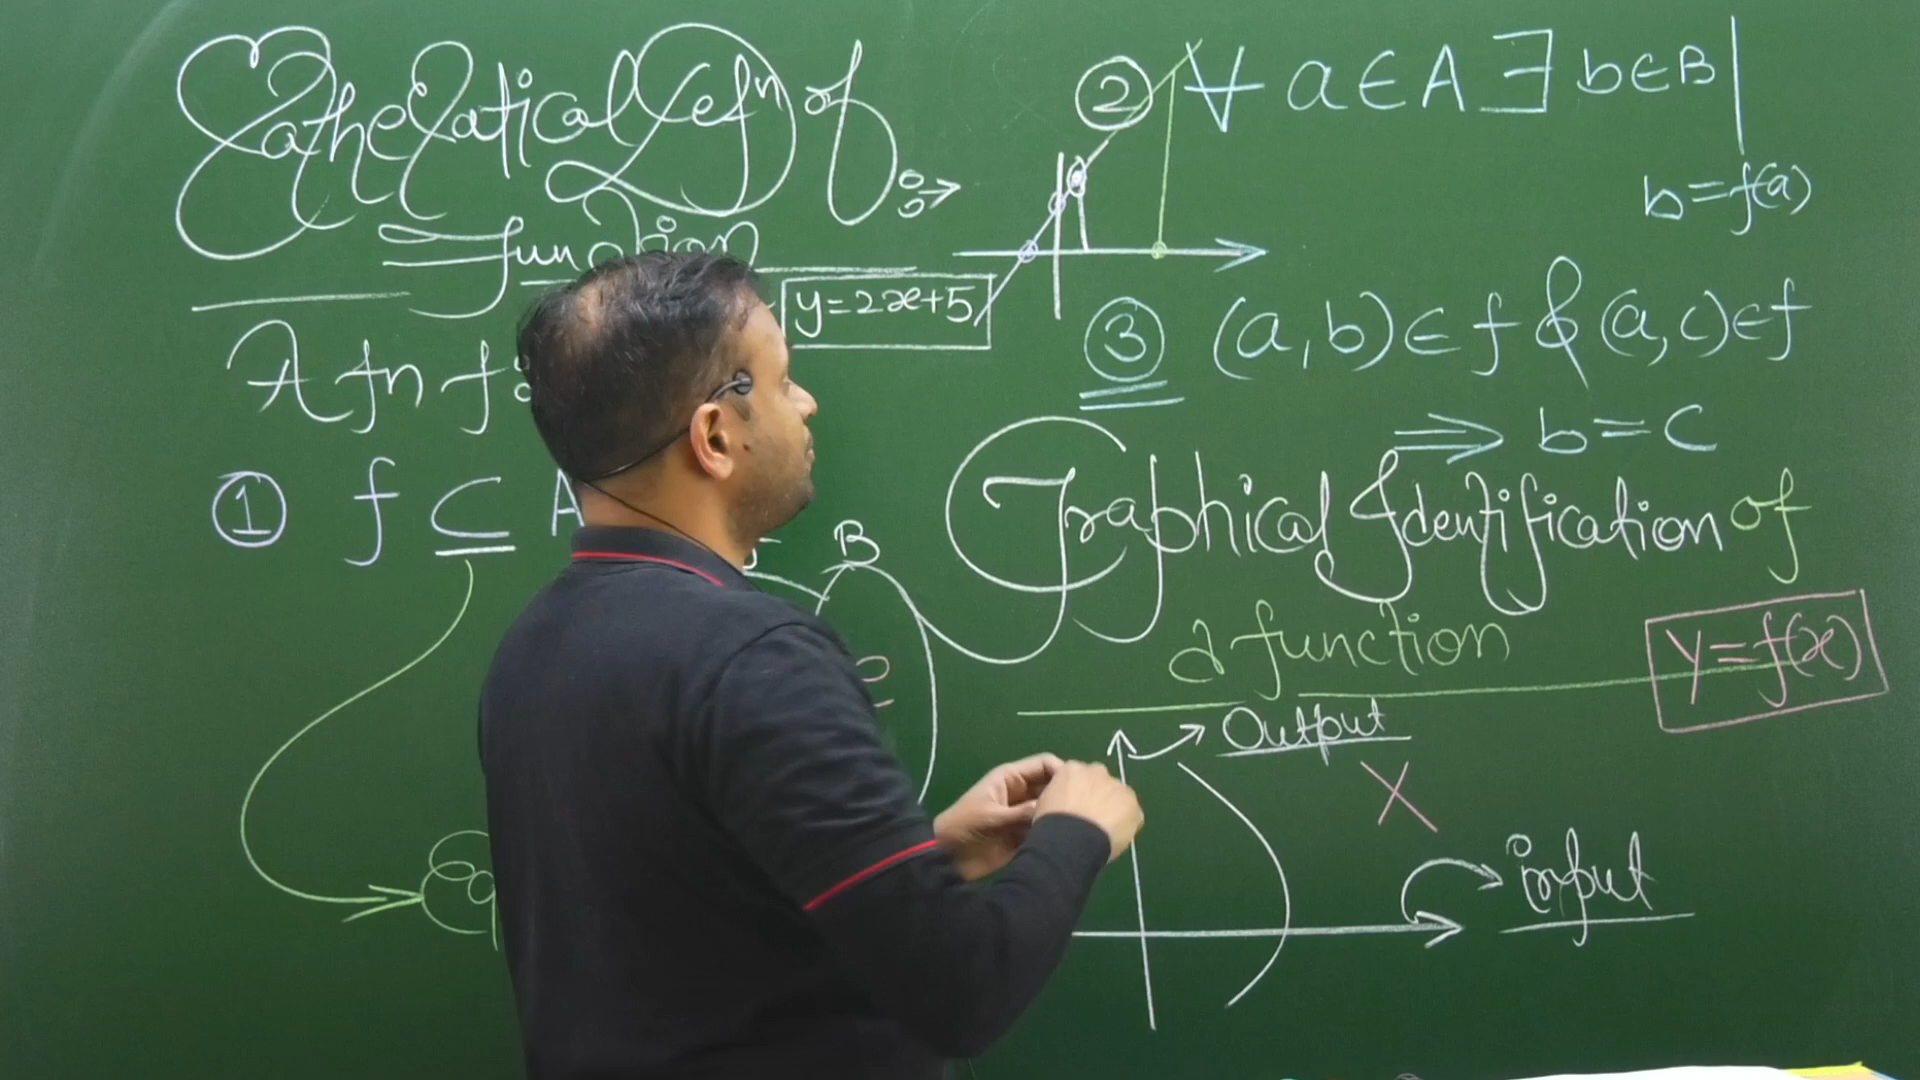 Mathematical Defn of
function
A fn f:
① f ⊆ A
B
y=2x+5
② ∀ a∈A ∃ b∈B |
b=f(a)
③ (a,b)∈f & (a,c)∈f
⟹ b=c
Graphical Identification of
a function
y=f(x)
Output
X
input